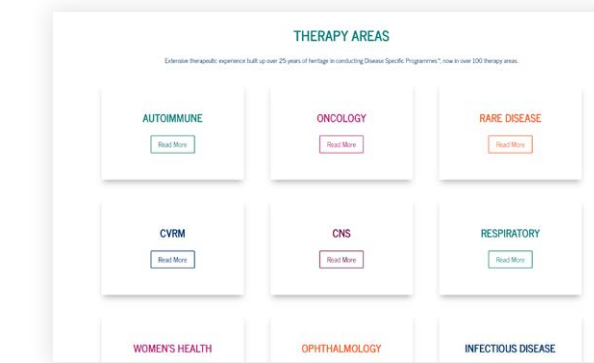 THERAPY AREAS
Extensive therapeutic experience built up over 25 years of heritage in conducting Disease Specific Programmes™, now in over 100 therapy areas.
AUTOIMMUNE
ONCOLOGY
RARE DISEASE
Read More
Read More
Read More
CVRM
CNS
RESPIRATORY
Read More
Read More
Read More
WOMEN'S HEALTH
OPHTHALMOLOGY
INFECTIOUS DISEASE